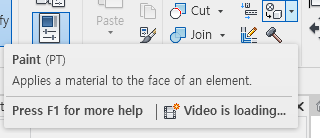 Paste
Cut
Join
Paint (PT)
Applies a material to the face of an element.
Press F1 for more help
Video is loading...